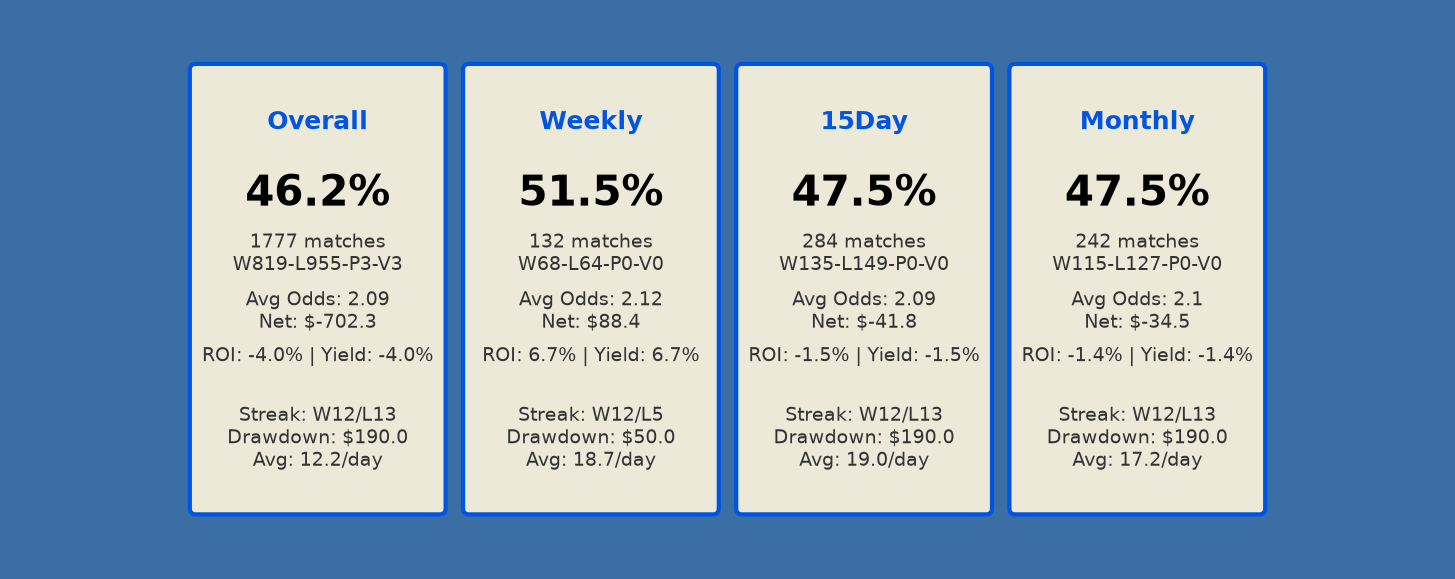 Overall
46.2%
1777 matches
W819-L955-P3-V3
Avg Odds: 2.09
Net: $-702.3
ROI: -4.0% | Yield: -4.0%
Streak: W12/L13
Drawdown: $190.0
Avg: 12.2/day
Weekly
51.5%
132 matches
W68-L64-P0-V0
Avg Odds: 2.12
Net: $88.4
ROI: 6.7% | Yield: 6.7%
Streak: W12/L5
Drawdown: $50.0
Avg: 18.7/day
15Day
47.5%
284 matches
W135-L149-P0-V0
Avg Odds: 2.09
Net: $-41.8
ROI: -1.5% | Yield: -1.5%
Streak: W12/L13
Drawdown: $190.0
Avg: 19.0/day
Monthly
47.5%
242 matches
W115-L127-P0-V0
Avg Odds: 2.1
Net: $-34.5
ROI: -1.4% | Yield: -1.4%
Streak: W12/L13
Drawdown: $190.0
Avg: 17.2/day